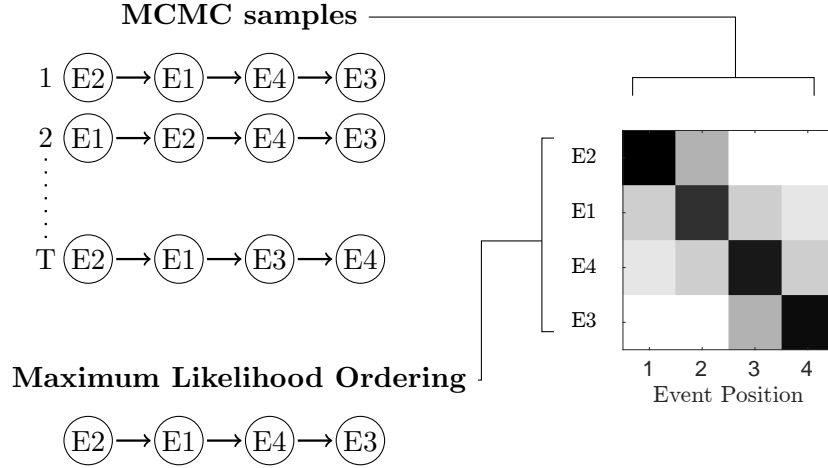 MCMC samples
1 E2 E1 E4 E3
2 E1 E2 E4 E3
T E2 E1 E3 E4
Maximum Likelihood Ordering
E2 E1 E4 E3
E2
E1
E4
E3
1 2 3 4
Event Position